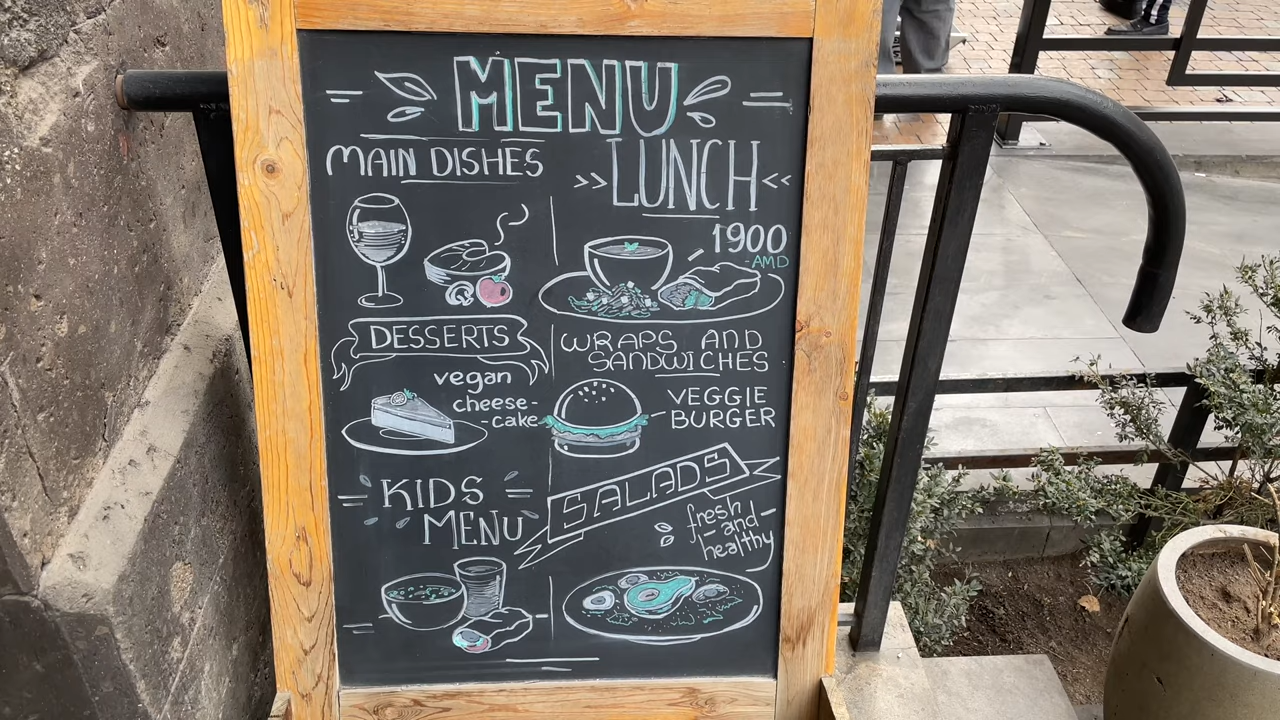 MENU
MAIN DISHES
>>LUNCH<<
1900
-AMD
DESSERTS
vegan
cheese-
-cake
WRAPS AND
SANDWICHES
VEGGIE
BURGER
KIDS
MENU
SALADS
fresh
-and-
healthy